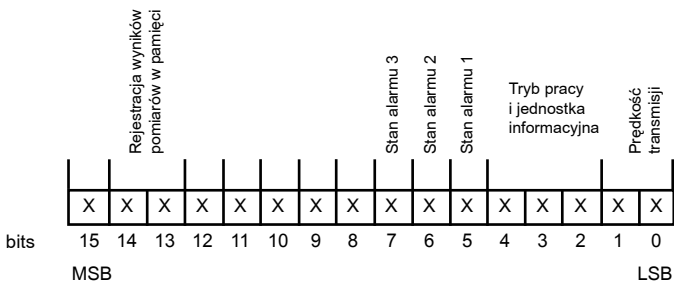 Rejestracja wyników
pomiarów w pamięci
Stan alarmu 3
Stan alarmu 2
Stan alarmu 1
Tryb pracy
i jednostka
informacyjna
Prędkość
transmisji
X X X X X X X X X X X X X X X X
bits 15 14 13 12 11 10 9 8 7 6 5 4 3 2 1 0
MSB LSB